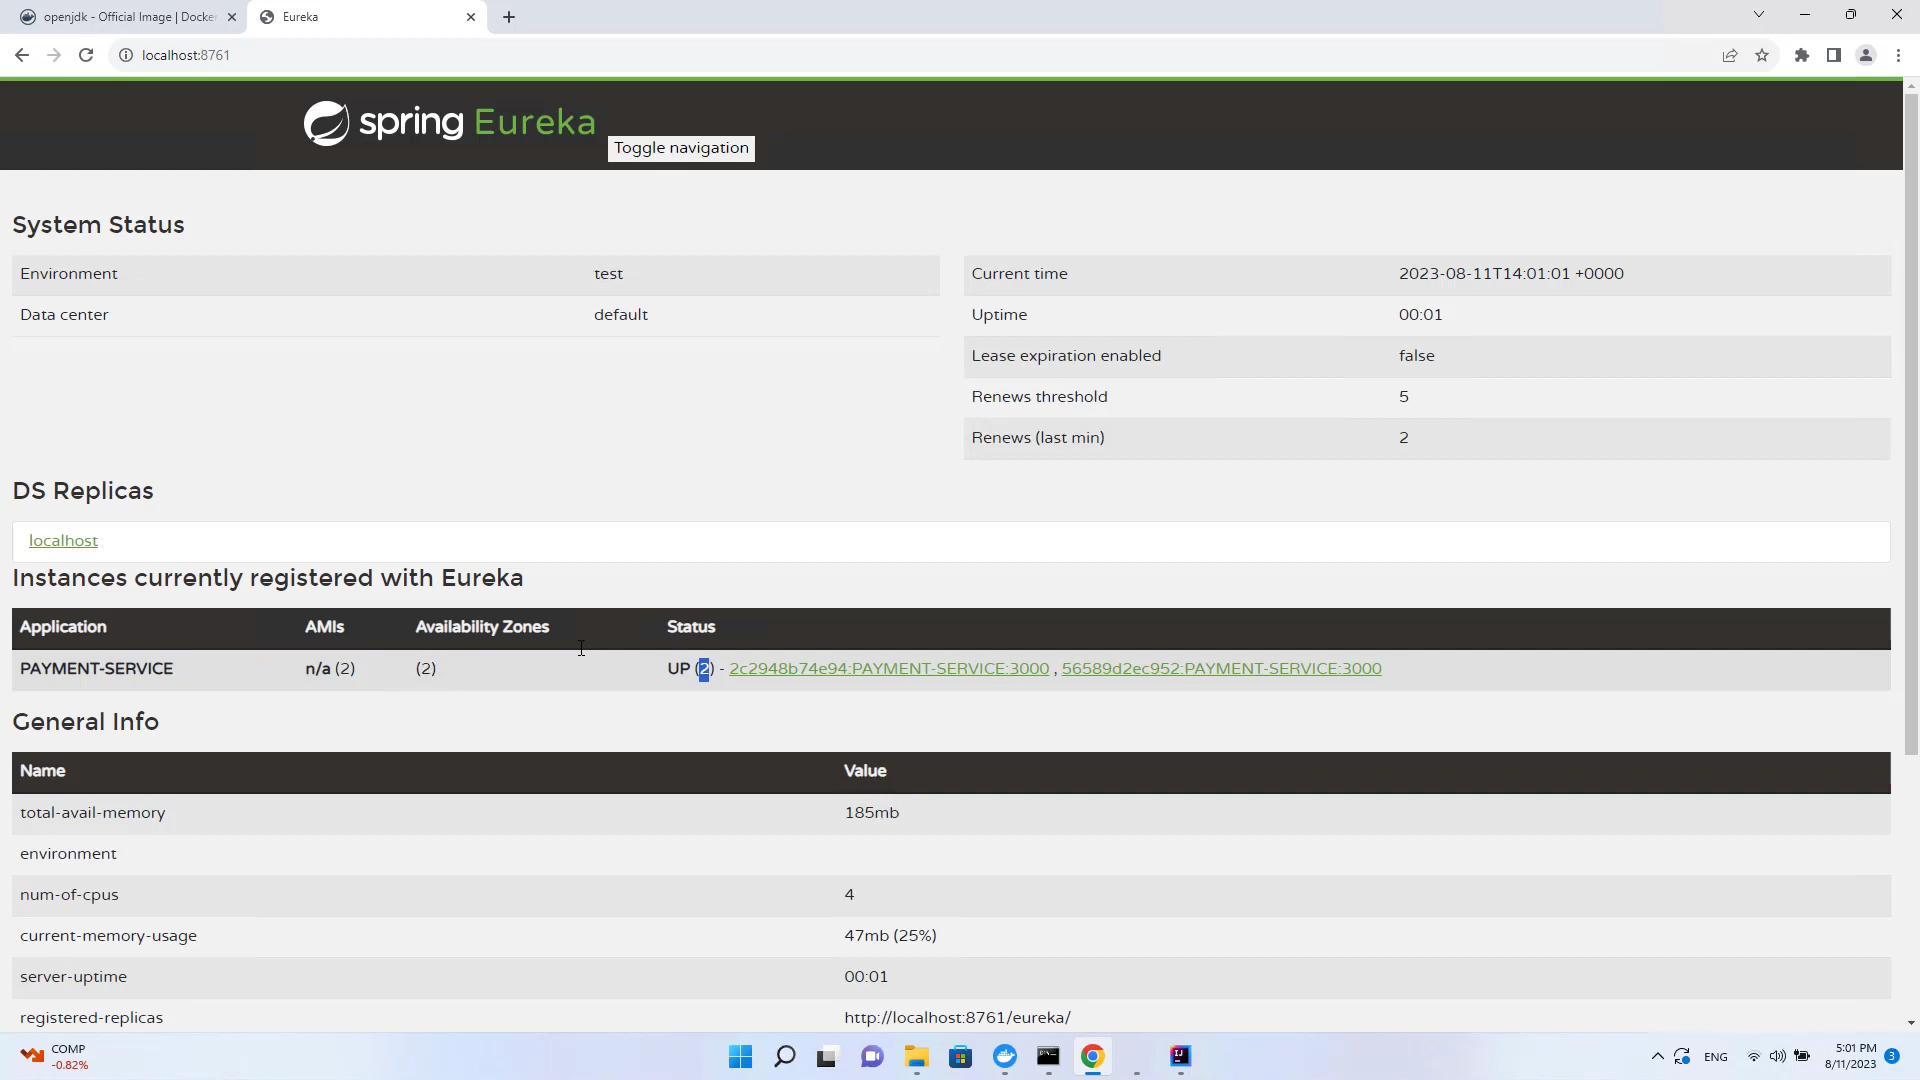 openjdk - Official Image | Docke
Eureka
localhost:8761
spring Eureka
Toggle navigation
System Status
Environment test
Data center default
Current time 2023-08-11T14:01:01 +0000
Uptime 00:01
Lease expiration enabled false
Renews threshold 5
Renews (last min) 2
DS Replicas
localhost
Instances currently registered with Eureka
Application AMIs Availability Zones Status
PAYMENT-SERVICE n/a (2) (2) UP (2) - 2c2948b74e94:PAYMENT-SERVICE:3000 , 56589d2ec952:PAYMENT-SERVICE:3000
General Info
Name Value
total-avail-memory 185mb
environment
num-of-cpus 4
current-memory-usage 47mb (25%)
server-uptime 00:01
registered-replicas http://localhost:8761/eureka/
COMP
-0.82%
ENG
5:01 PM
8/11/2023
3